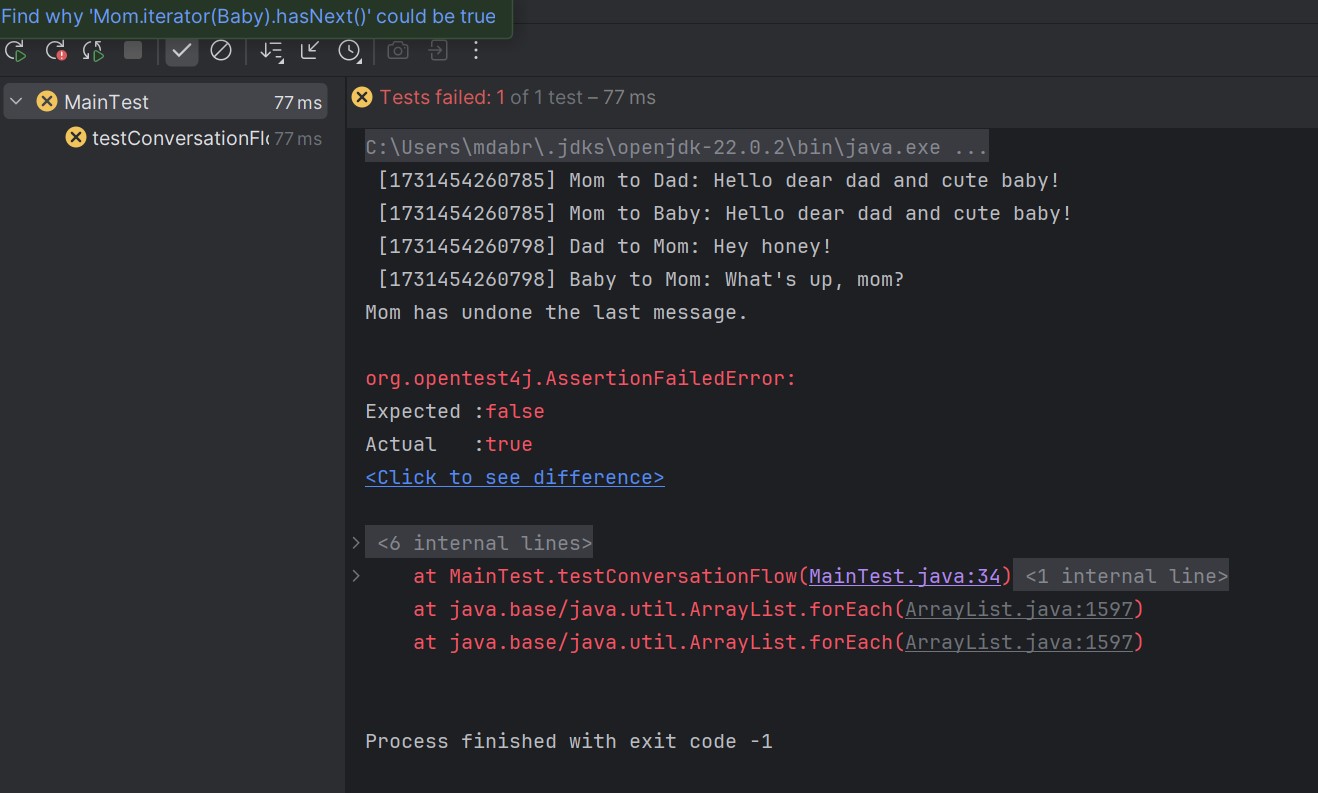 Find why 'Mom.iterator(Baby).hasNext()' could be true
MainTest 77 ms
testConversationFl 77 ms
Tests failed: 1 of 1 test – 77 ms
C:\Users\mdabr\.jdks\openjdk-22.0.2\bin\java.exe ...
[1731454260785] Mom to Dad: Hello dear dad and cute baby!
[1731454260785] Mom to Baby: Hello dear dad and cute baby!
[1731454260798] Dad to Mom: Hey honey!
[1731454260798] Baby to Mom: What's up, mom?
Mom has undone the last message.
org.opentest4j.AssertionFailedError:
Expected :false
Actual   :true
<Click to see difference>
<6 internal lines>
at MainTest.testConversationFlow(MainTest.java:34) <1 internal line>
at java.base/java.util.ArrayList.forEach(ArrayList.java:1597)
at java.base/java.util.ArrayList.forEach(ArrayList.java:1597)
Process finished with exit code -1